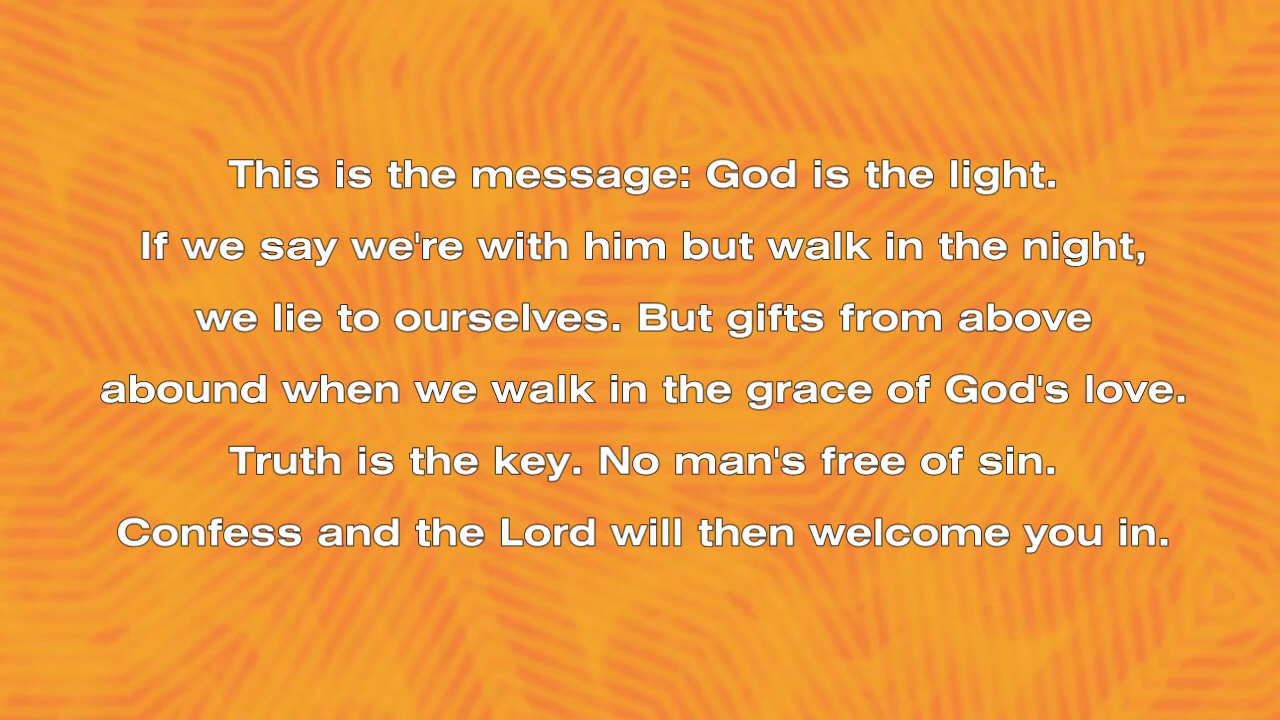 This is the message: God is the light.
If we say we're with him but walk in the night,
we lie to ourselves. But gifts from above
abound when we walk in the grace of God's love.
Truth is the key. No man's free of sin.
Confess and the Lord will then welcome you in.